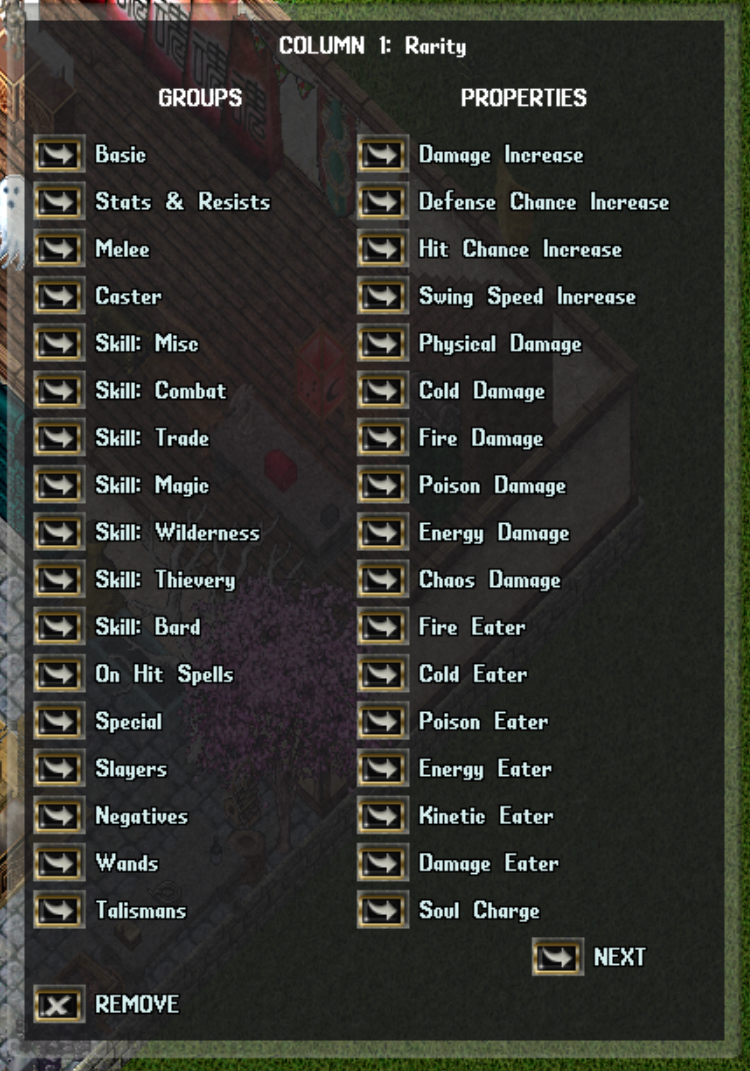 COLUMN 1: Rarity
GROUPS
PROPERTIES
Basic
Damage Increase
Stats & Resists
Defense Chance Increase
Melee
Hit Chance Increase
Caster
Swing Speed Increase
Skill: Misc
Physical Damage
Skill: Combat
Cold Damage
Skill: Trade
Fire Damage
Skill: Magic
Poison Damage
Skill: Wilderness
Energy Damage
Skill: Thievery
Chaos Damage
Skill: Bard
Fire Eater
On Hit Spells
Cold Eater
Special
Poison Eater
Slayers
Energy Eater
Negatives
Kinetic Eater
Wands
Damage Eater
Talismans
Soul Charge
NEXT
REMOVE